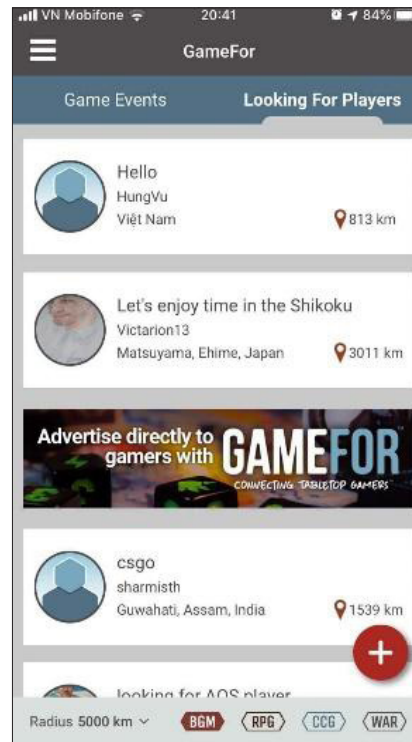 VN Mobifone 20:41 84%
GameFor
Game Events Looking For Players
Hello
HungVu
Việt Nam 813 km
Let's enjoy time in the Shikoku
Victarion13
Matsuyama, Ehime, Japan 3011 km
Advertise directly to
gamers with GAMEFOR
CONNECTING TABLETOP GAMERS
csgo
sharmisth
Guwahati, Assam, India 1539 km
+
looking for AOS player
Radius 5000 km BGM RPG CCG WAR